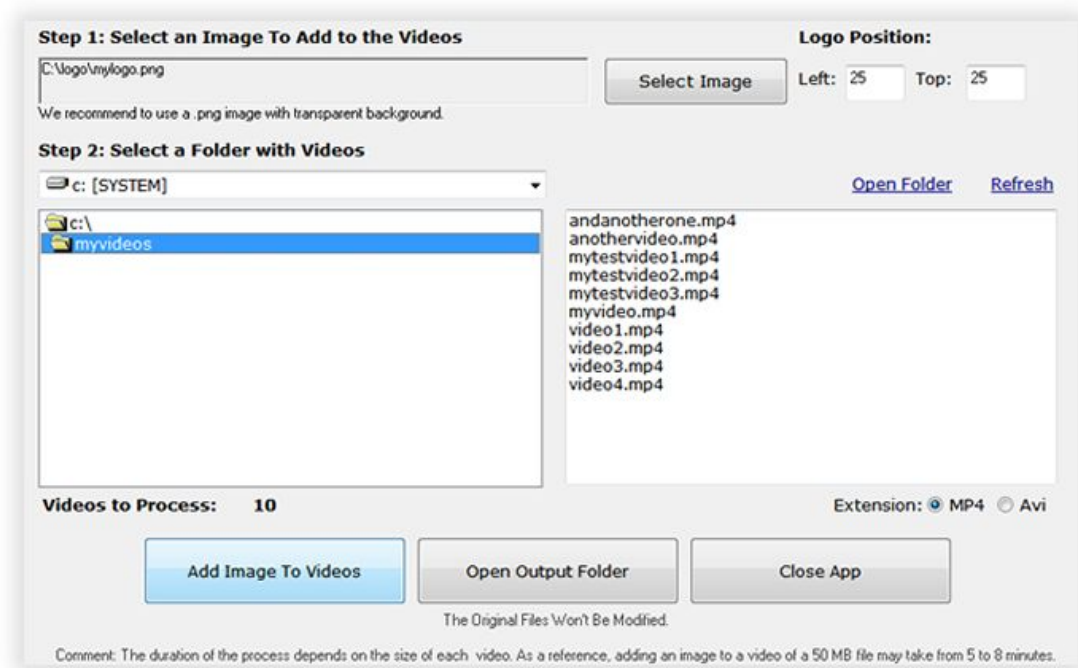 Step 1: Select an Image To Add to the Videos
Logo Position:
C:\logo\mylogo.png
Select Image
Left: 25 Top: 25
We recommend to use a .png image with transparent background.
Step 2: Select a Folder with Videos
c: [SYSTEM]
Open Folder Refresh
c:\
myvideos
andanotherone.mp4
anothervideo.mp4
mytestvideo1.mp4
mytestvideo2.mp4
mytestvideo3.mp4
myvideo.mp4
video1.mp4
video2.mp4
video3.mp4
video4.mp4
Videos to Process: 10
Extension: MP4 Avi
Add Image To Videos
Open Output Folder
Close App
The Original Files Won't Be Modified.
Comment: The duration of the process depends on the size of each video. As a reference, adding an image to a video of a 50 MB file may take from 5 to 8 minutes.